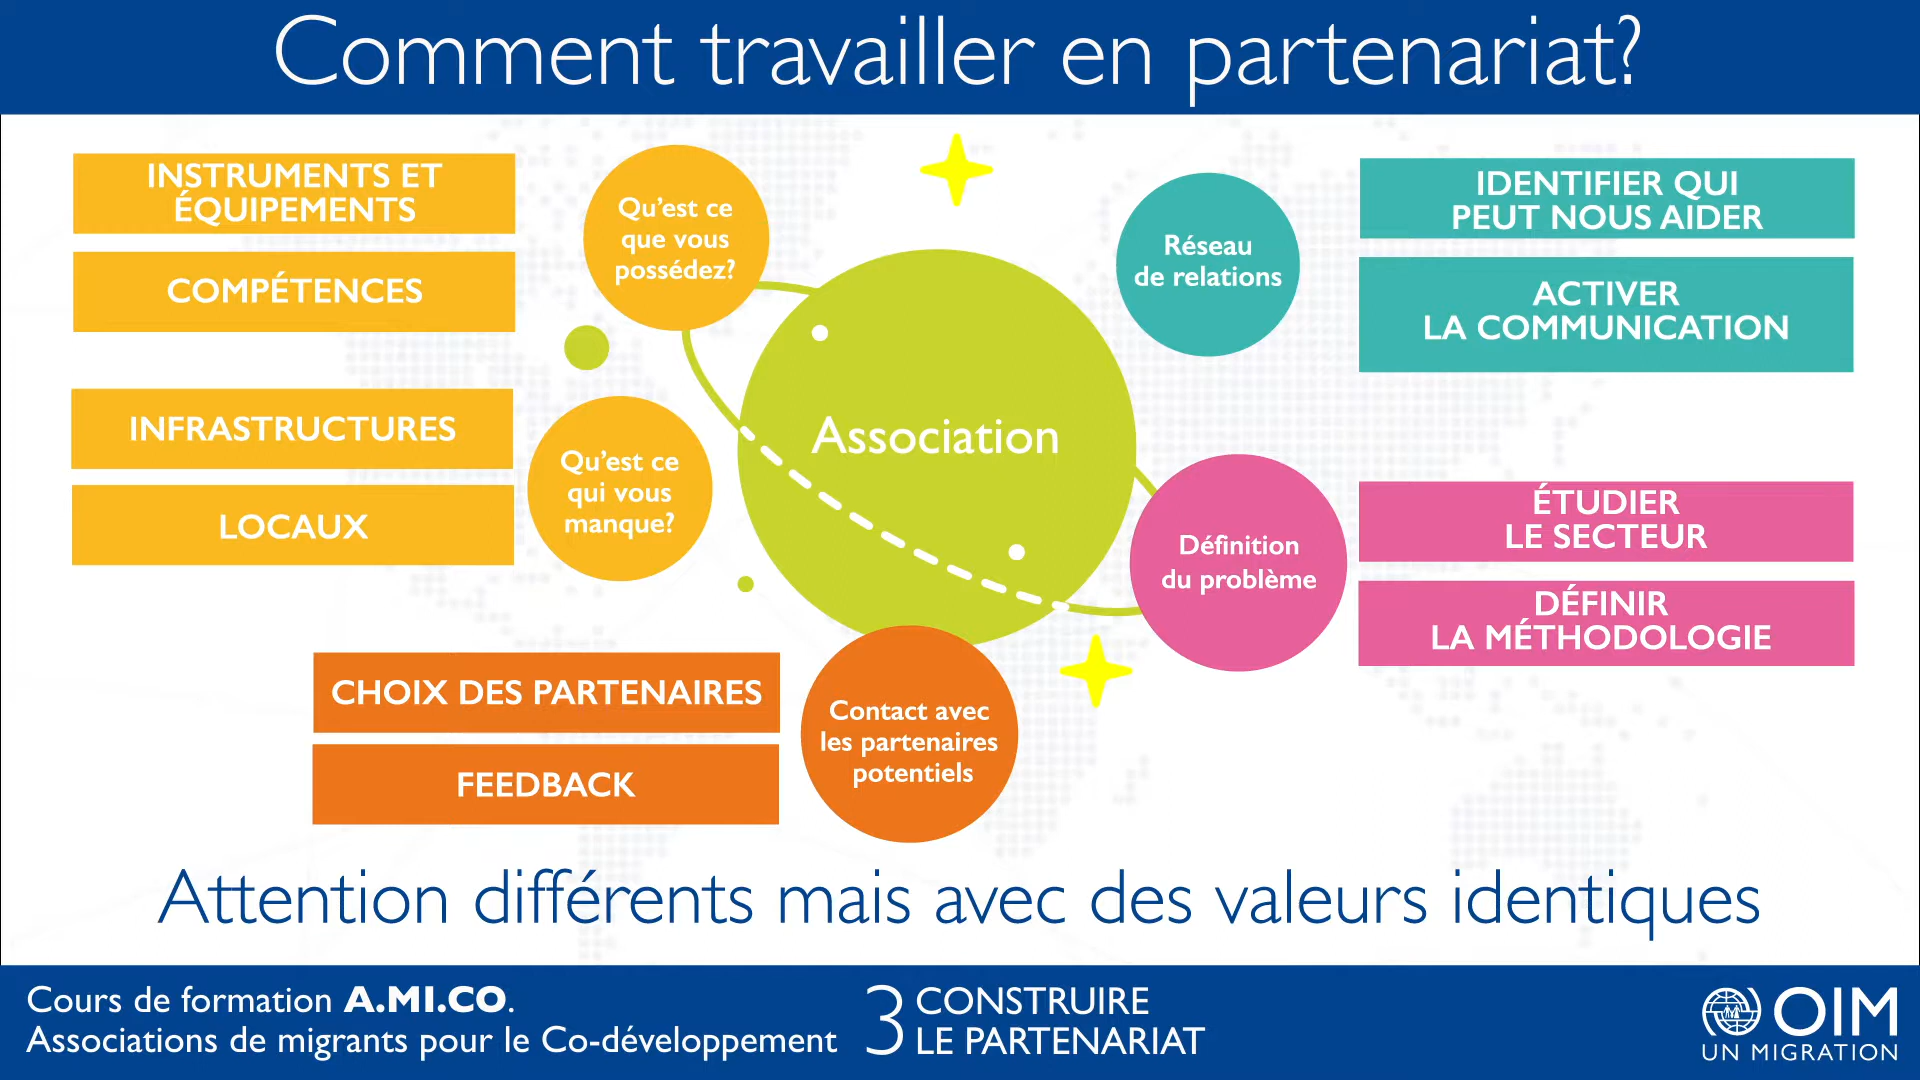 Comment travailler en partenariat?
INSTRUMENTS ET
ÉQUIPEMENTS
COMPÉTENCES
Qu’est ce
que vous
possédez?
INFRASTRUCTURES
LOCAUX
Qu’est ce
qui vous
manque?
Association
Réseau
de relations
IDENTIFIER QUI
PEUT NOUS AIDER
ACTIVER
LA COMMUNICATION
Définition
du problème
ÉTUDIER
LE SECTEUR
DÉFINIR
LA MÉTHODOLOGIE
CHOIX DES PARTENAIRES
FEEDBACK
Contact avec
les partenaires
potentiels
Attention différents mais avec des valeurs identiques
Cours de formation A.MI.CO.
Associations de migrants pour le Co-développement
3 CONSTRUIRE
LE PARTENARIAT
OIM
UN MIGRATION